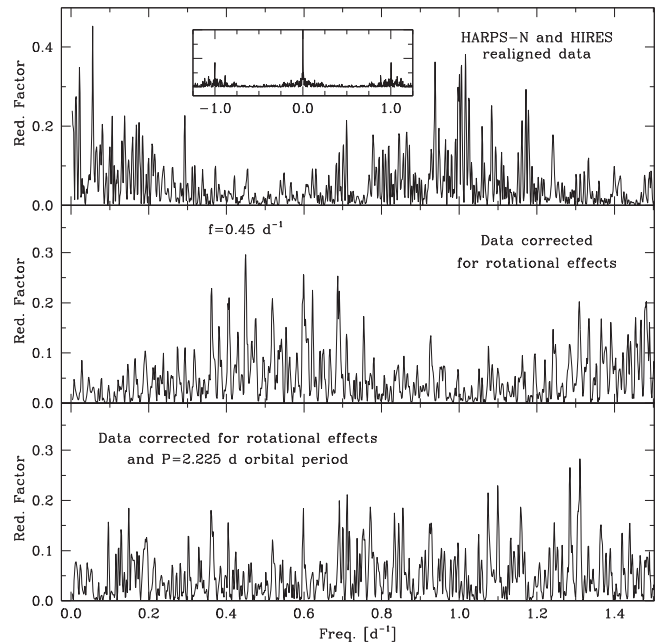 HARPS-N and HIRES
realigned data
Red. Factor
0.4
0.2
0.0
-1.0 0.0 1.0
f=0.45 d⁻¹
Data corrected
for rotational effects
Red. Factor
0.3
0.2
0.1
0.0
Data corrected for rotational effects
and P=2.225 d orbital period
Red. Factor
0.3
0.2
0.1
0.0
0.0 0.2 0.4 0.6 0.8 1.0 1.2 1.4
Freq. [d⁻¹]